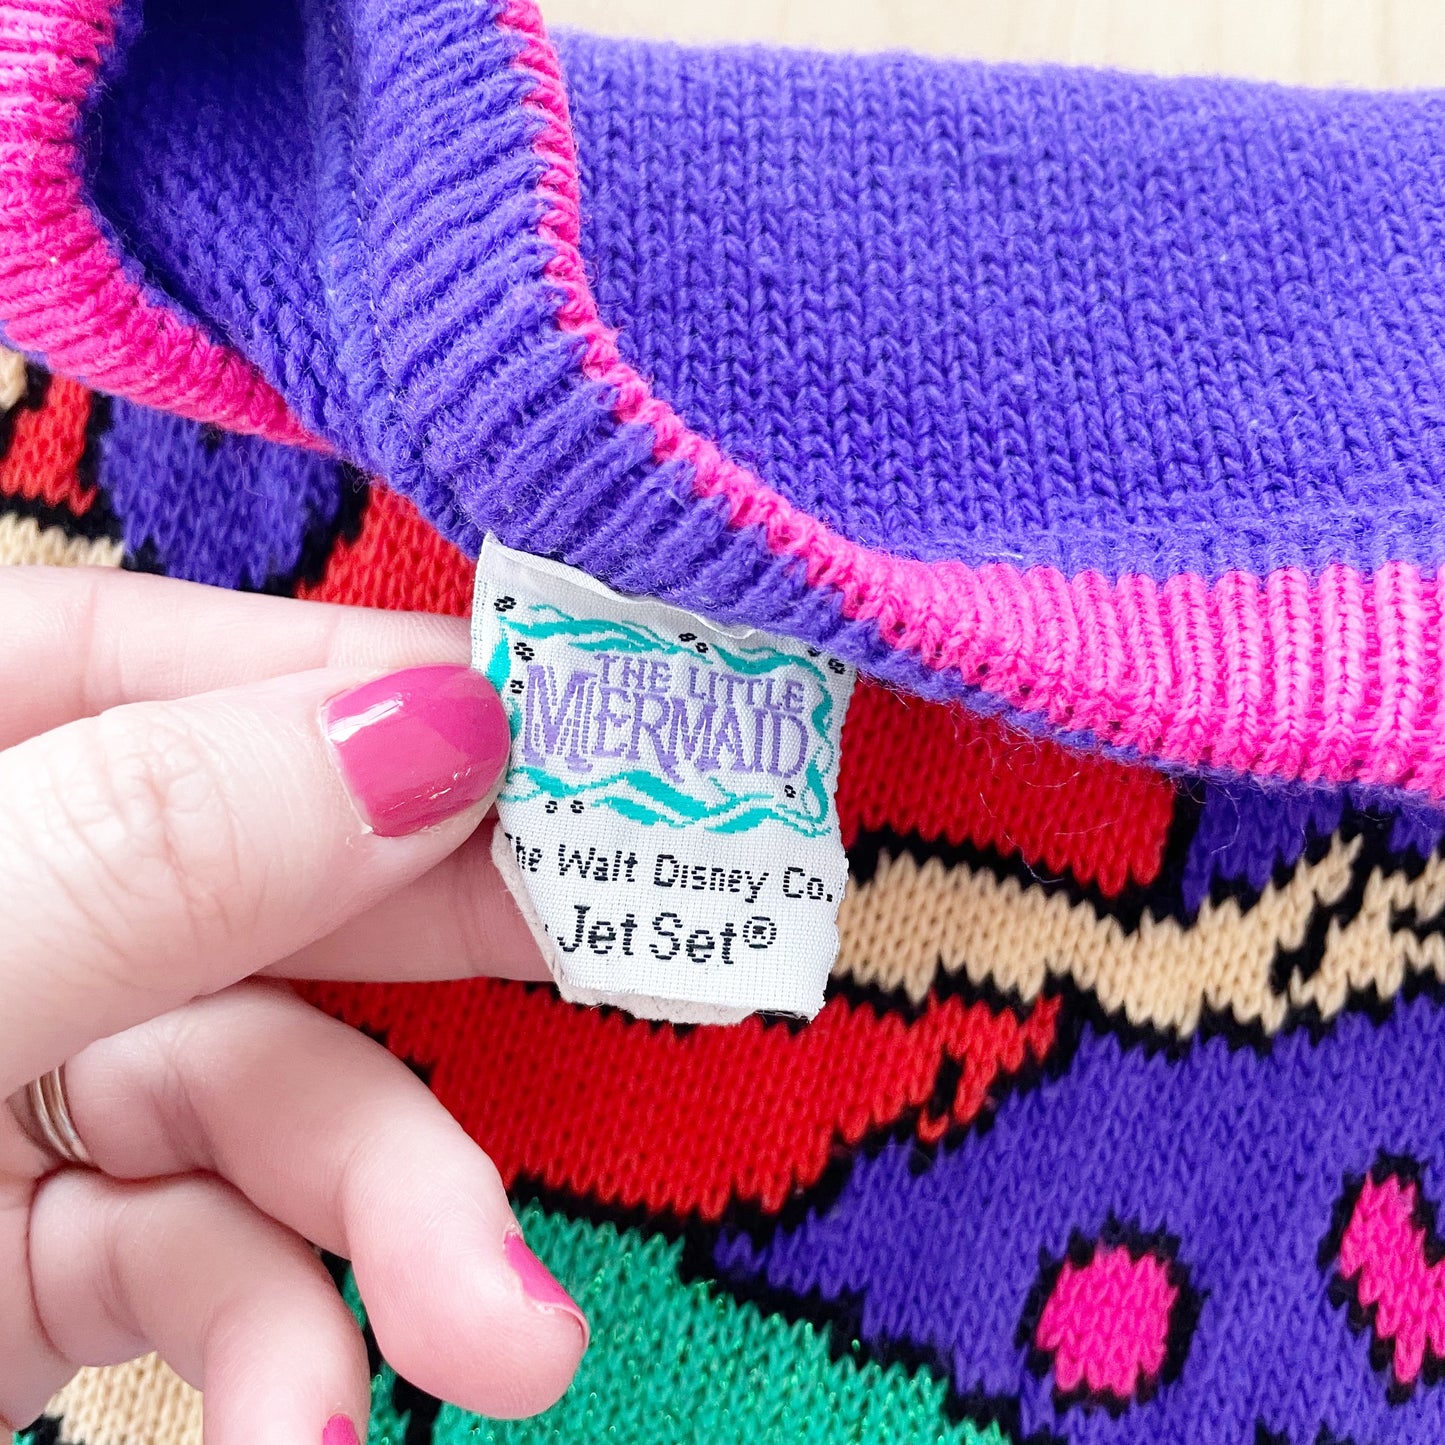 THE LITTLE
MERMAID
The Walt Disney Co.
Jet Set®